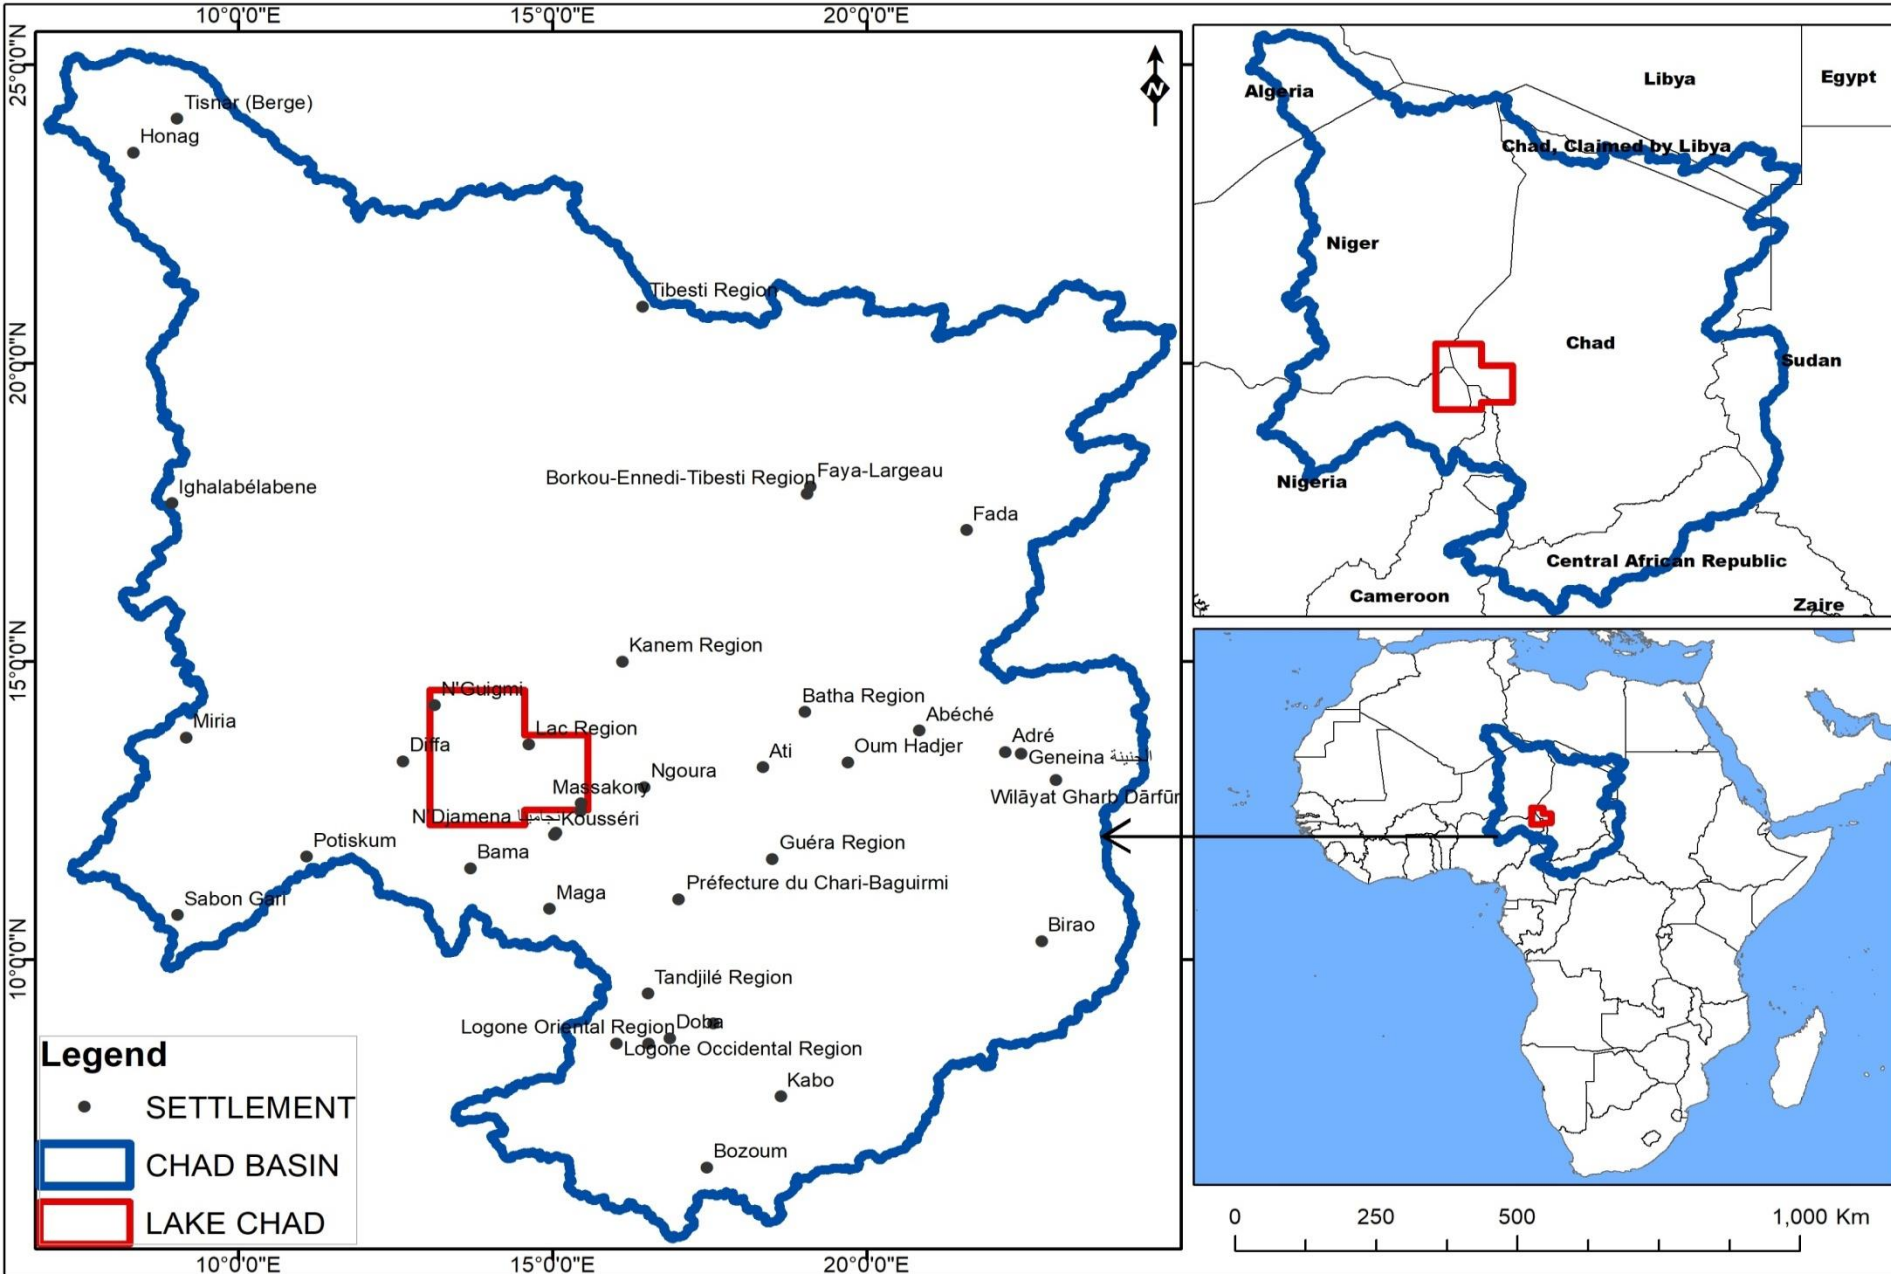 10°0'0"E
15°0'0"E
20°0'0"E
25°0'0"N
20°0'0"N
15°0'0"N
10°0'0"N
N
Tisnar (Berge)
Honag
Tibesti Region
Ighalabélabene
Borkou-Ennedi-Tibesti Region
Faya-Largeau
Fada
Kanem Region
N'Guigmi
Batha Region
Miria
Lac Region
Abéché
Diffa
Adré
Ati
Oum Hadjer
Geneina الجنينة
Ngoura
Massakory
Wilāyat Gharb Dārfūr
N'Djamena نجامينا
Kousséri
Potiskum
Guéra Region
Bama
Préfecture du Chari-Baguirmi
Maga
Sabon Gari
Birao
Tandjilé Region
Logone Oriental Region
Doba
Logone Occidental Region
Kabo
Bozoum
Legend
SETTLEMENT
CHAD BASIN
LAKE CHAD
10°0'0"E
15°0'0"E
20°0'0"E
Libya
Egypt
Algeria
Chad, Claimed by Libya
Niger
Chad
Sudan
Nigeria
Central African Republic
Cameroon
Zaire
0
250
500
1,000 Km